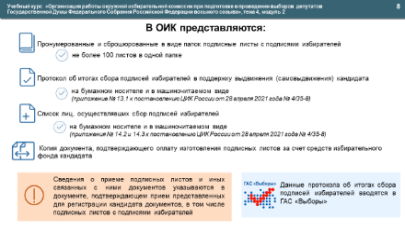 Учебный курс «Организация работы окружной избирательной комиссии при подготовке и проведении выборов депутатов
Государственной Думы Федерального Собрания Российской Федерации восьмого созыва», тема 4, модуль 2
8
В ОИК представляются:
Пронумерованные и сброшюрованные в виде папок подписные листы с подписями избирателей
не более 100 листов в одной папке
Протокол об итогах сбора подписей избирателей в поддержку выдвижения (самовыдвижения) кандидата
на бумажном носителе и в машиночитаемом виде
(приложение № 13.1 к постановлению ЦИК России от 28 апреля 2021 года № 4/35-8)
Список лиц, осуществлявших сбор подписей избирателей
на бумажном носителе и в машиночитаемом виде
(приложения № 14.2 и 14.3 к постановлению ЦИК России от 28 апреля 2021 года № 4/35-8)
Копия документа, подтверждающего оплату изготовления подписных листов за счет средств избирательного
фонда кандидата
Сведения о приеме подписных листов и иных
связанных с ними документов указываются в
документе, подтверждающем прием представленных
для регистрации кандидата документов, в том числе
подписных листов с подписями избирателей
ГАС «Выборы»
Данные протокола об итогах сбора
подписей избирателей вводятся в
ГАС «Выборы»